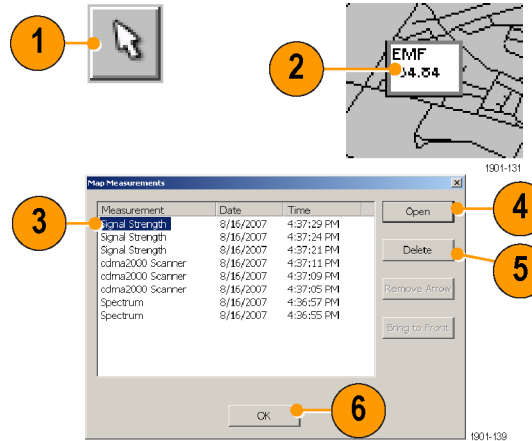 1
2
EMF
04.84
1901-131
Map Measurements
3
4
5
6
Measurement Date Time
Signal Strength 8/16/2007 4:37:29 PM
Signal Strength 8/16/2007 4:37:24 PM
Signal Strength 8/16/2007 4:37:21 PM
cdma2000 Scanner 8/16/2007 4:37:11 PM
cdma2000 Scanner 8/16/2007 4:37:09 PM
cdma2000 Scanner 8/16/2007 4:37:05 PM
Spectrum 8/16/2007 4:36:57 PM
Spectrum 8/16/2007 4:36:55 PM
Open
Delete
Remove Arrow
Bring to Front
OK
1901-139